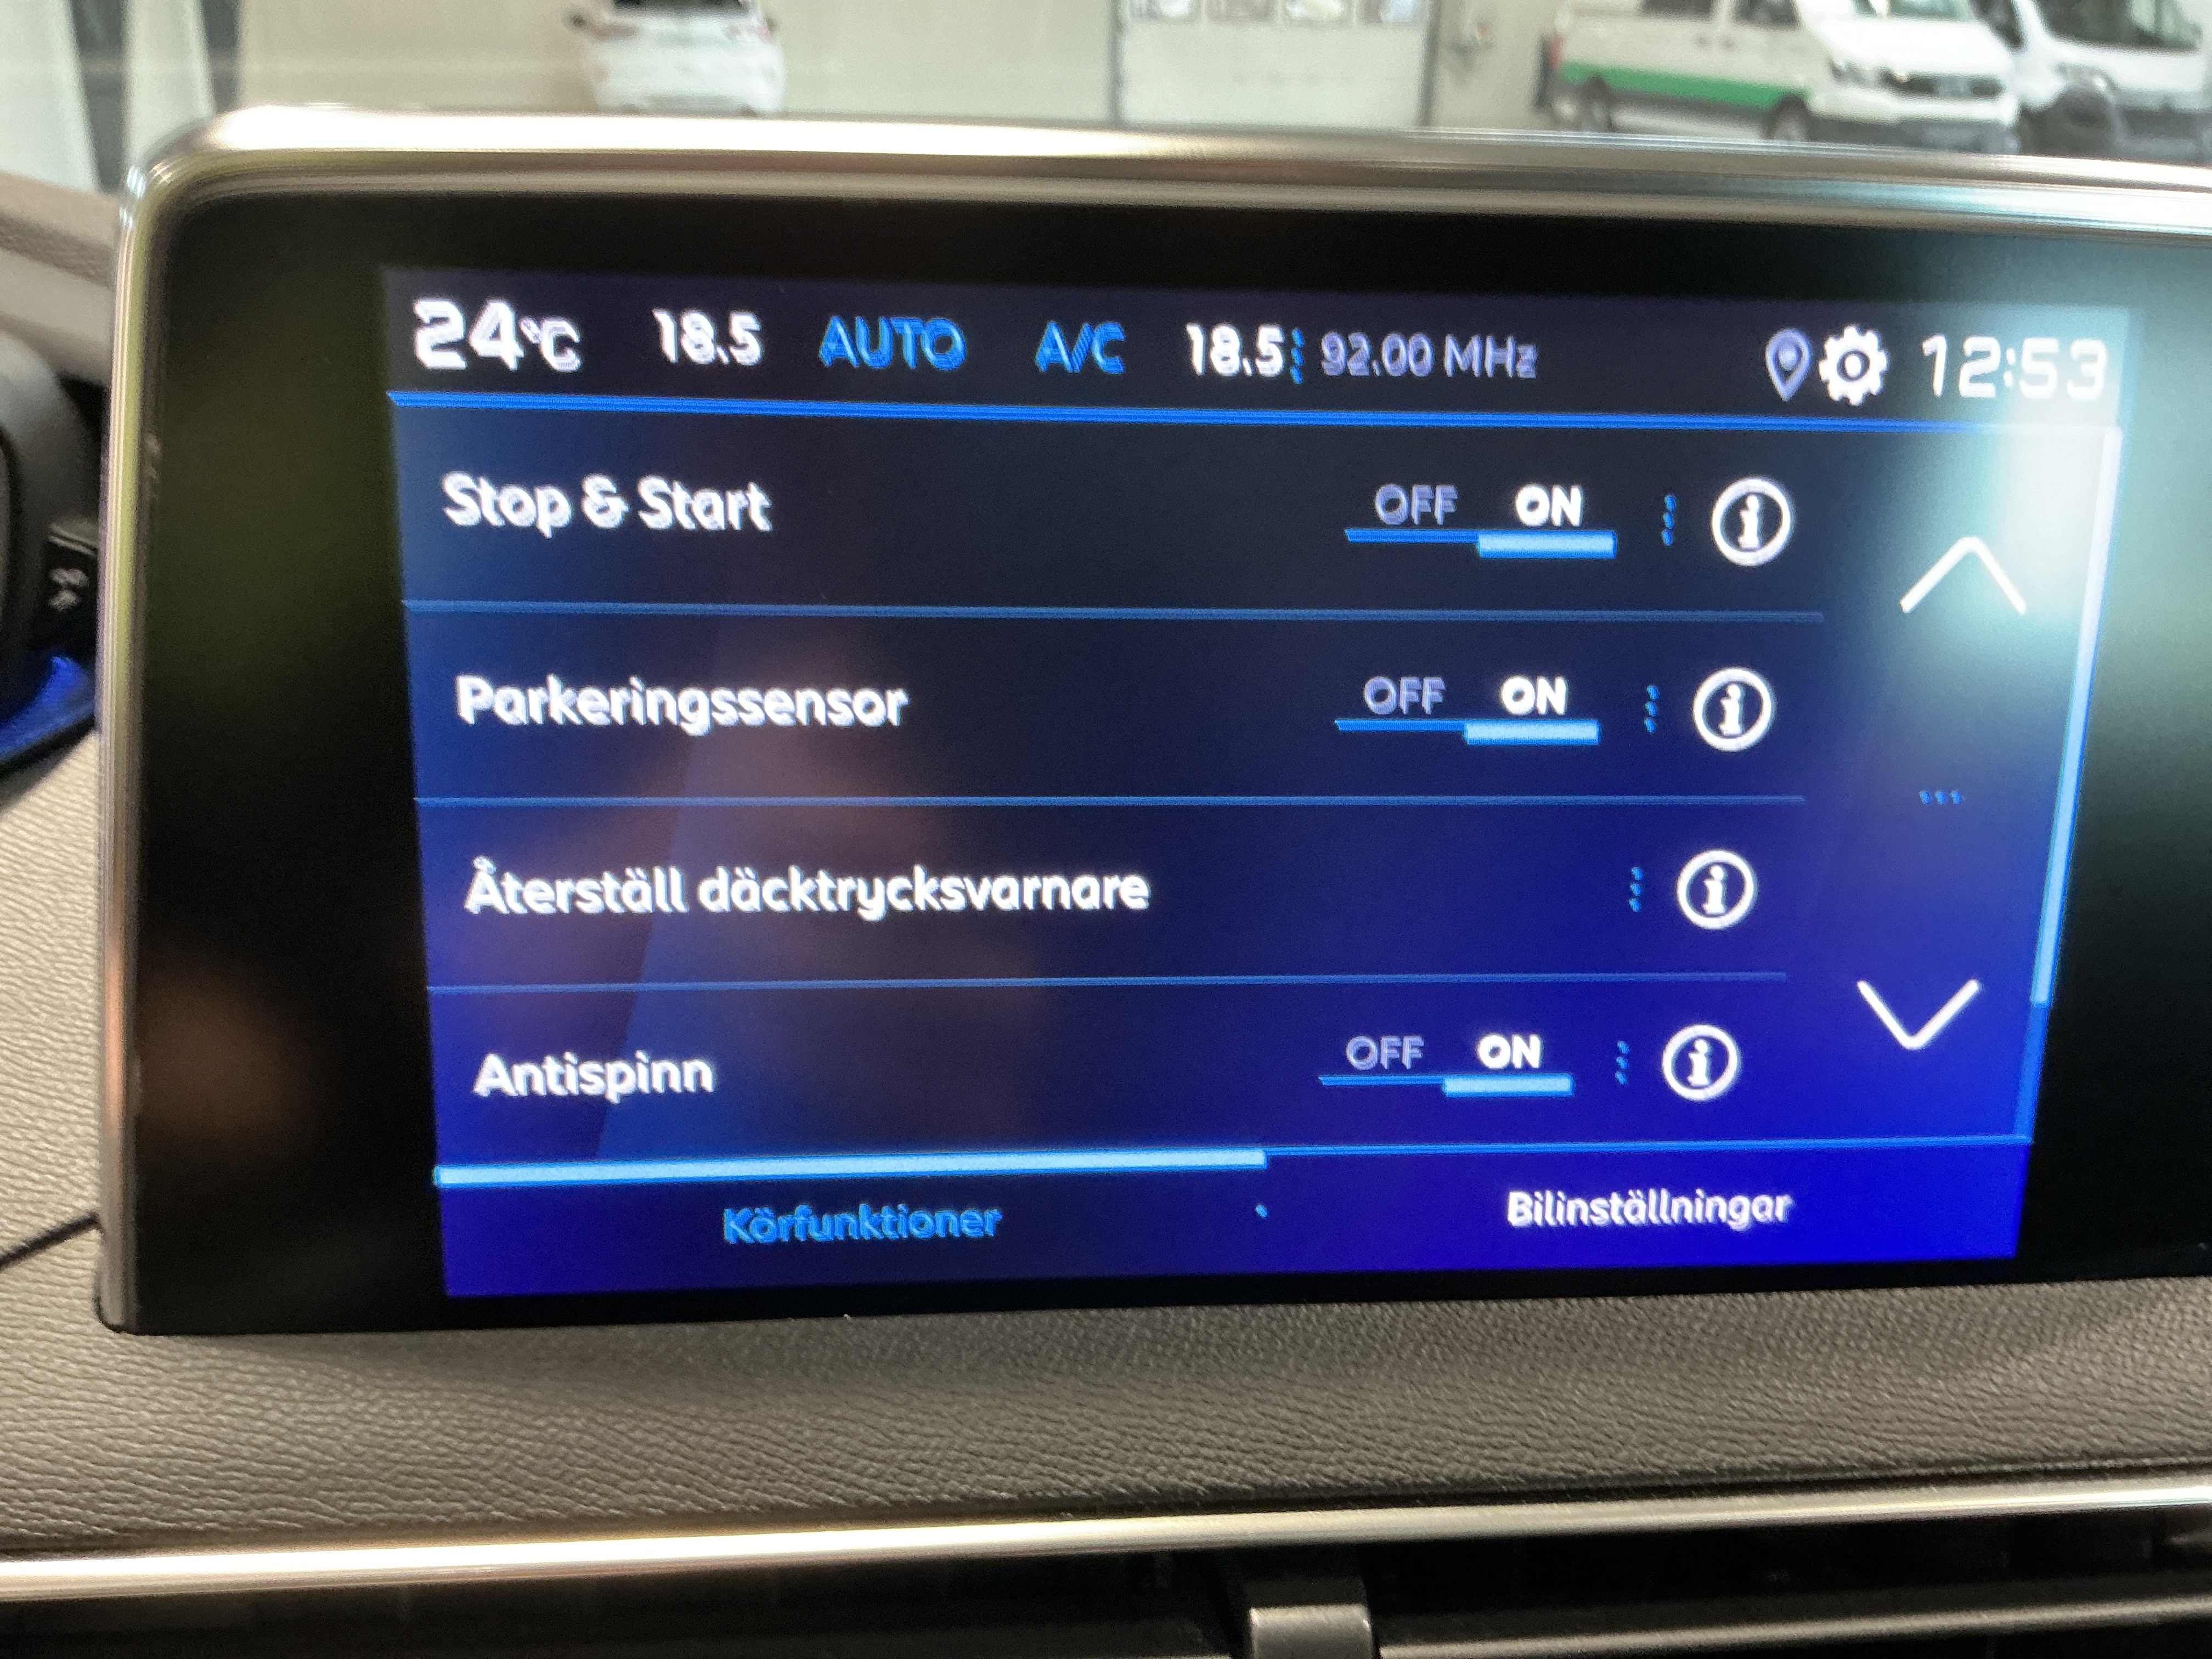 24°C 18.5 AUTO A/C 18.5 92.00 MHz 12:53
Stop & Start OFF ON i
Parkeringssensor OFF ON i
Återställ däcktrycksvarnare i
Antispinn OFF ON i
Körfunktioner Bilinställningar